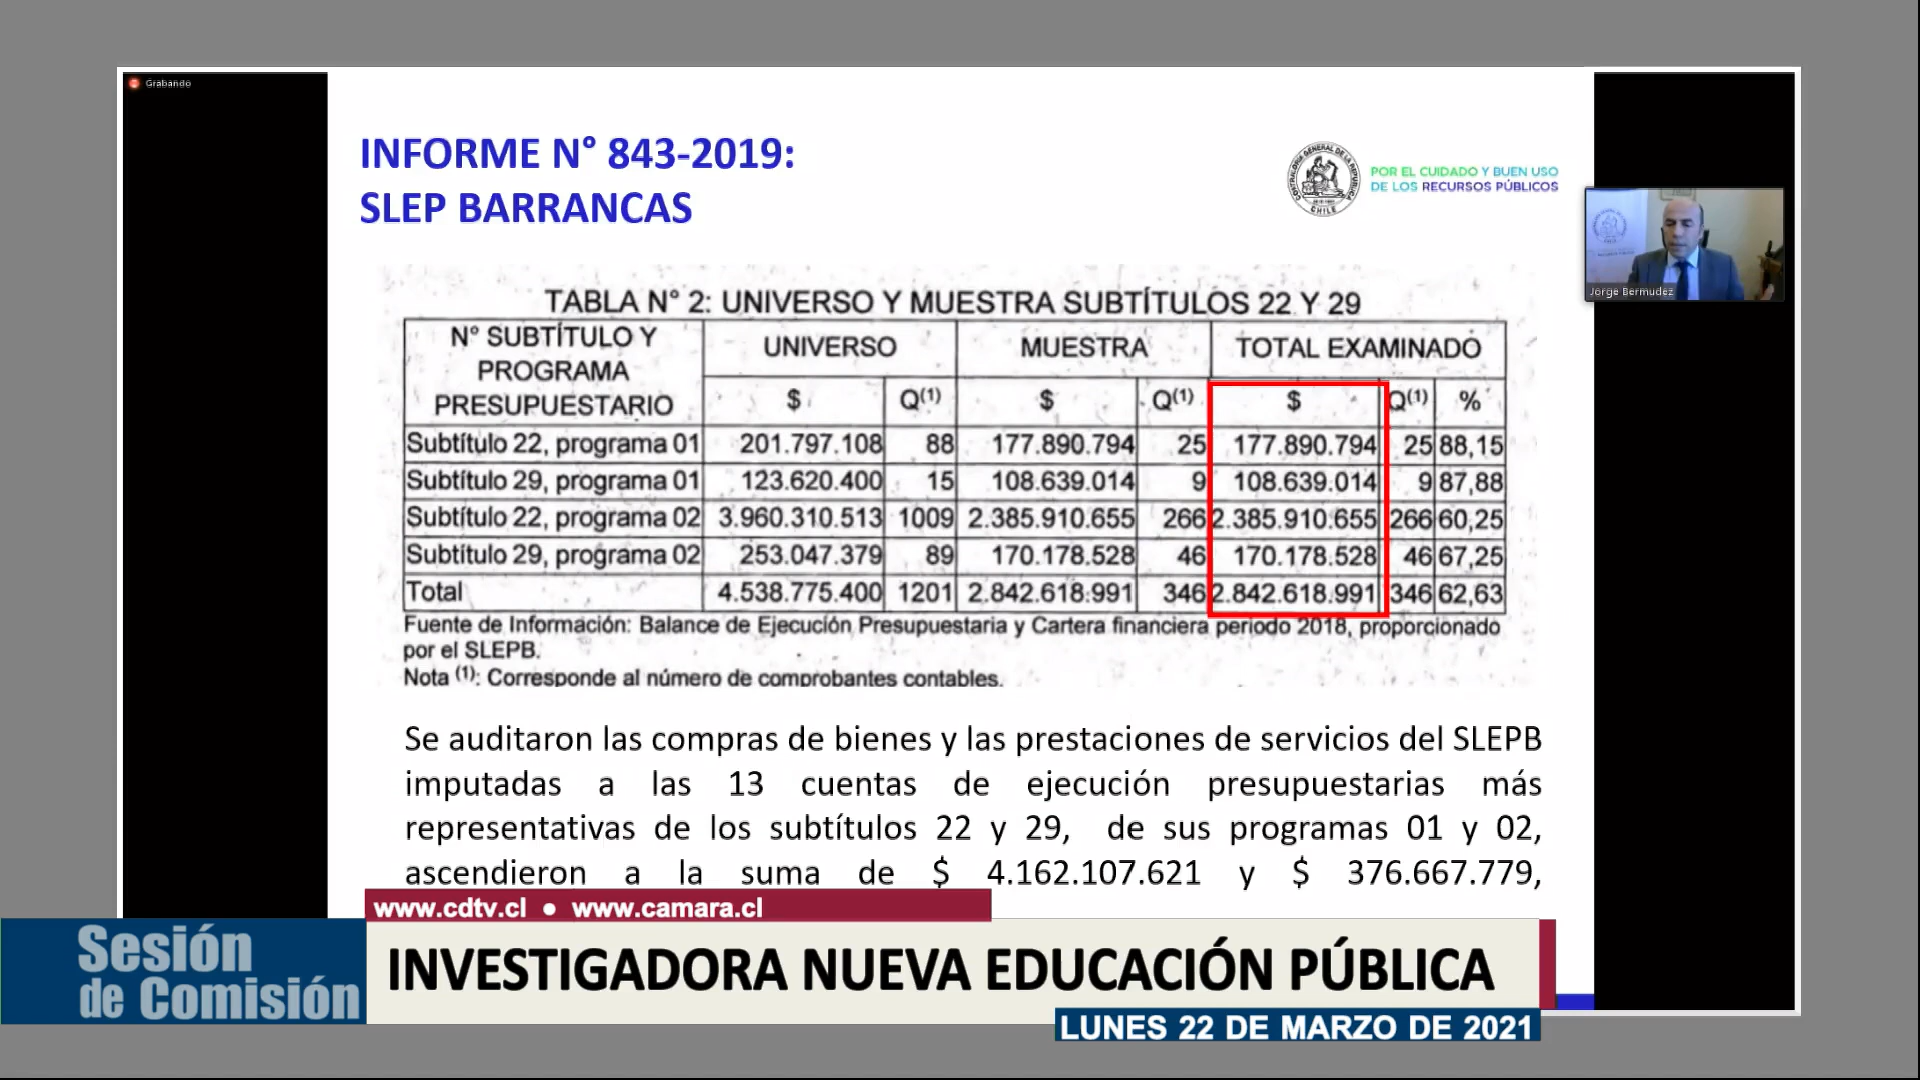 Grabando
INFORME N° 843-2019:
SLEP BARRANCAS
CONTRALORÍA GENERAL DE LA REPÚBLICA
CHILE
POR EL CUIDADO Y BUEN USO
DE LOS RECURSOS PÚBLICOS
Jorge Bermudez
TABLA N° 2: UNIVERSO Y MUESTRA SUBTÍTULOS 22 Y 29
N° SUBTÍTULO Y PROGRAMA PRESUPUESTARIO UNIVERSO MUESTRA TOTAL EXAMINADO
$ Q(1) $ Q(1) $ Q(1) %
Subtítulo 22, programa 01 201.797.108 88 177.890.794 25 177.890.794 25 88,15
Subtítulo 29, programa 01 123.620.400 15 108.639.014 9 108.639.014 9 87,88
Subtítulo 22, programa 02 3.960.310.513 1009 2.385.910.655 266 2.385.910.655 266 60,25
Subtítulo 29, programa 02 253.047.379 89 170.178.528 46 170.178.528 46 67,25
Total 4.538.775.400 1201 2.842.618.991 346 2.842.618.991 346 62,63
Fuente de Información: Balance de Ejecución Presupuestaria y Cartera financiera periodo 2018, proporcionado
por el SLEPB.
Nota (1): Corresponde al número de comprobantes contables.
Se auditaron las compras de bienes y las prestaciones de servicios del SLEPB
imputadas a las 13 cuentas de ejecución presupuestarias más
representativas de los subtítulos 22 y 29, de sus programas 01 y 02,
ascendieron a la suma de $ 4.162.107.621 y $ 376.667.779,
www.cdtv.cl ● www.camara.cl
Sesión
de Comisión
INVESTIGADORA NUEVA EDUCACIÓN PÚBLICA
LUNES 22 DE MARZO DE 2021